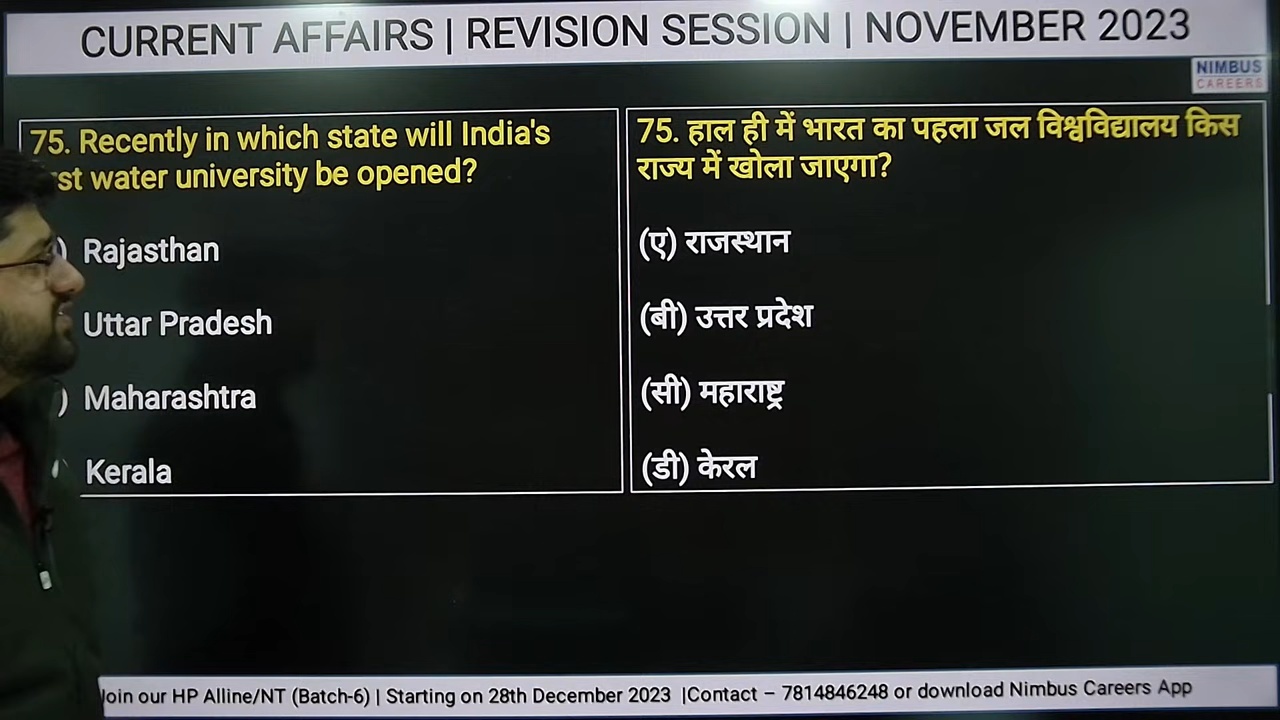 CURRENT AFFAIRS | REVISION SESSION | NOVEMBER 2023
NIMBUS
CAREERS
75. Recently in which state will India's
st water university be opened?
) Rajasthan
Uttar Pradesh
) Maharashtra
Kerala
75. हाल ही में भारत का पहला जल विश्वविद्यालय किस
राज्य में खोला जाएगा?
(ए) राजस्थान
(बी) उत्तर प्रदेश
(सी) महाराष्ट्र
(डी) केरल
Join our HP Alline/NT (Batch-6) | Starting on 28th December 2023 |Contact – 7814846248 or download Nimbus Careers App